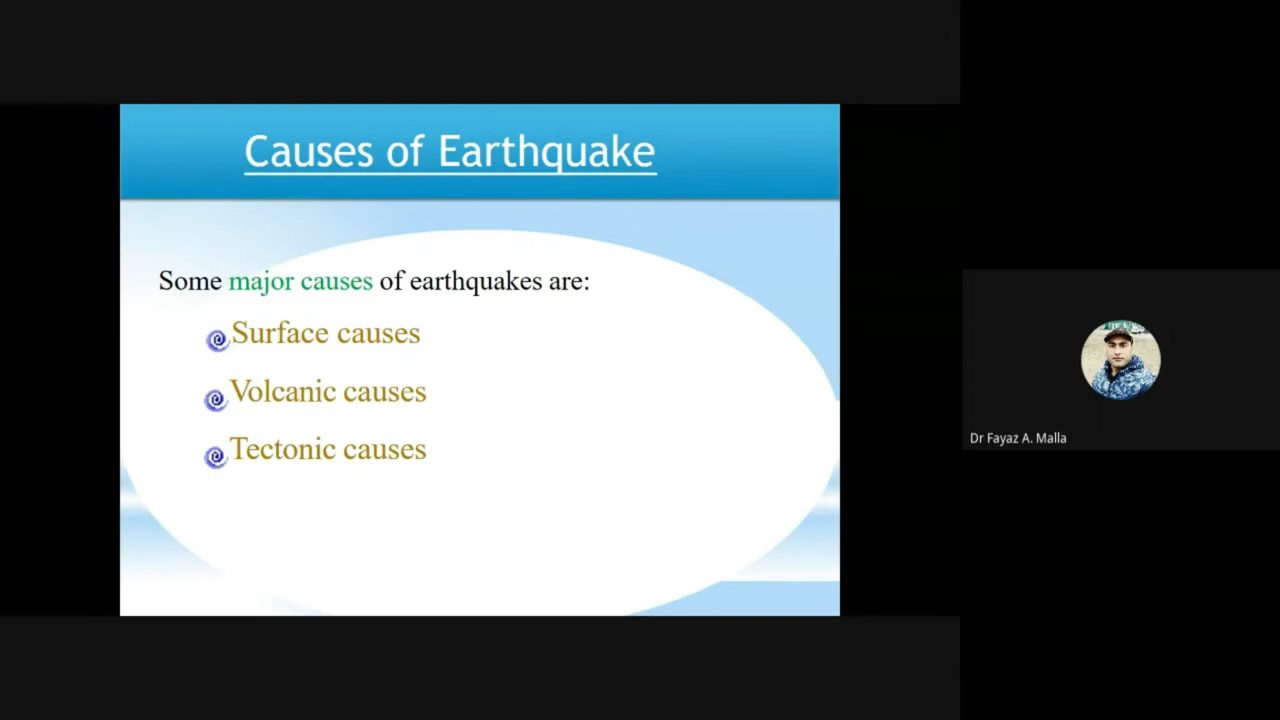 Causes of Earthquake
Some major causes of earthquakes are:
Surface causes
Volcanic causes
Tectonic causes
Dr Fayaz A. Malla